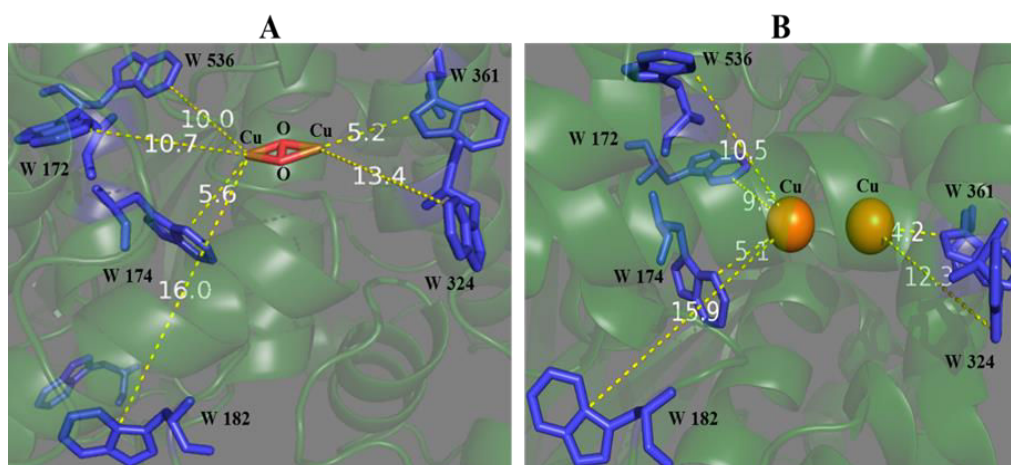 A
W 536
W 361
10.0
O
Cu
Cu
5.2
W 172
10.7
O
5.6
13.4
W 174
W 324
16.0
W 182
B
W 536
W 172
10.5
Cu
Cu
W 361
4.2
5.1
W 174
12.3
15.9
W 324
W 182